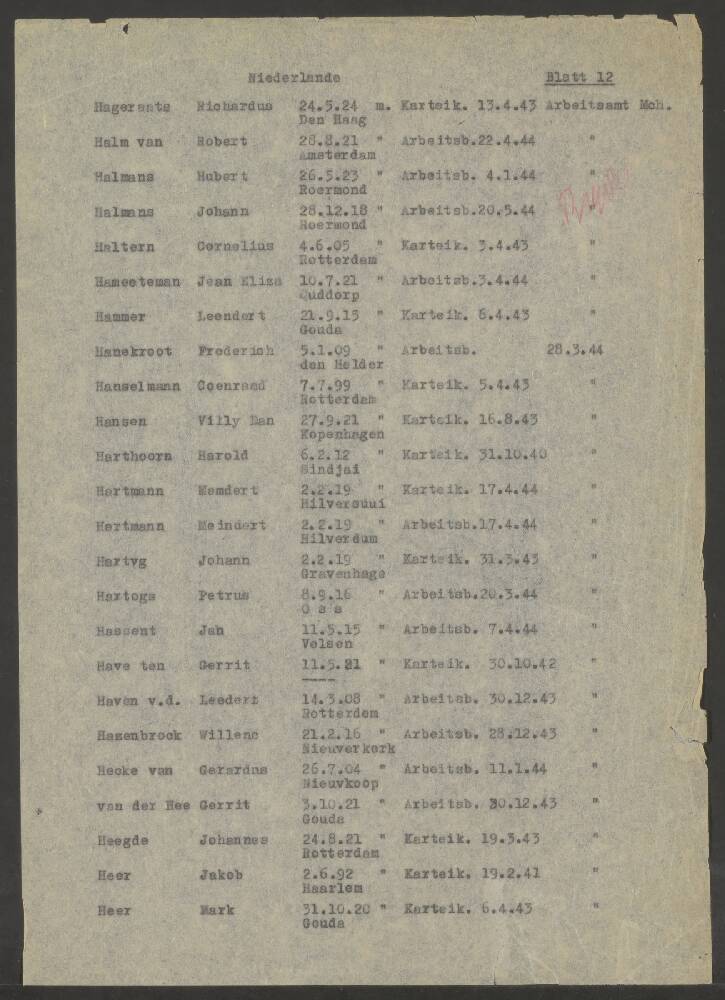 Niederlande Blatt 12
Hageraats Richardus 24.5.24 m. Karteik. 13.4.43 Arbeitsamt Mch.
Den Haag
Halm van Robert 28.8.21 " Arbeitsb.22.4.44 "
Amsterdam
Halmans Hubert 26.5.23 " Arbeitsb. 4.1.44 "
Roermond
Halmans Johann 28.12.18 " Arbeitsb.20.5.44 "
Roermond
Haltern Cornelius 4.6.05 " Karteik. 3.4.43 "
Rotterdam
Hameeteman Jean Eliza 10.7.21 " Arbeitsb.3.4.44 "
Ouddorp
Hammer Leendert 21.9.15 " Karteik. 6.4.43 "
Gouda
Hanekroot Frederich 5.1.09 " Arbeitsb. 28.3.44
den Helder
Hanselmann Coenraad 7.7.99 " Karteik. 5.4.43 "
Rotterdam
Hansen Villy Dan 27.9.21 " Karteik. 16.8.43 "
Kopenhagen
Harthoorn Harold 6.2.12 " Karteik. 31.10.40 "
Sindjai
Hartmann Memdert 2.2.19 " Karteik. 17.4.44 "
Hilversuui
Hartmann Meindert 2.2.19 " Arbeitsb.17.4.44 "
Hilverdum
Hartvg Johann 2.2.19 " Karteik. 31.3.43 "
Gravenhage
Hartogs Petrus 8.9.16 " Arbeitsb.20.3.44 "
O s s
Hassent Jan 11.5.15 " Arbeitsb. 7.4.44 "
Velsen
Have ten Gerrit 11.5.21 " Karteik. 30.10.42 "
----
Haven v.d. Leedert 14.3.08 " Arbeitsb. 30.12.43 "
Rotterdom
Hazenbrock Willene 21.2.16 " Arbeitsb. 28.12.43 "
Nieuverkerk
Hecke van Gerardus 26.7.04 " Arbeitsb. 11.1.44 "
Nieuvkoop
van der Hee Gerrit 3.10.21 " Arbeitsb. 30.12.43 "
Gouda
Heegde Johannes 24.8.21 " Karteik. 19.3.43 "
Rotterdam
Heer Jakob 2.6.92 " Karteik. 19.2.41 "
Haarlem
Heer Mark 31.10.20 " Karteik. 6.4.43 "
Gouda